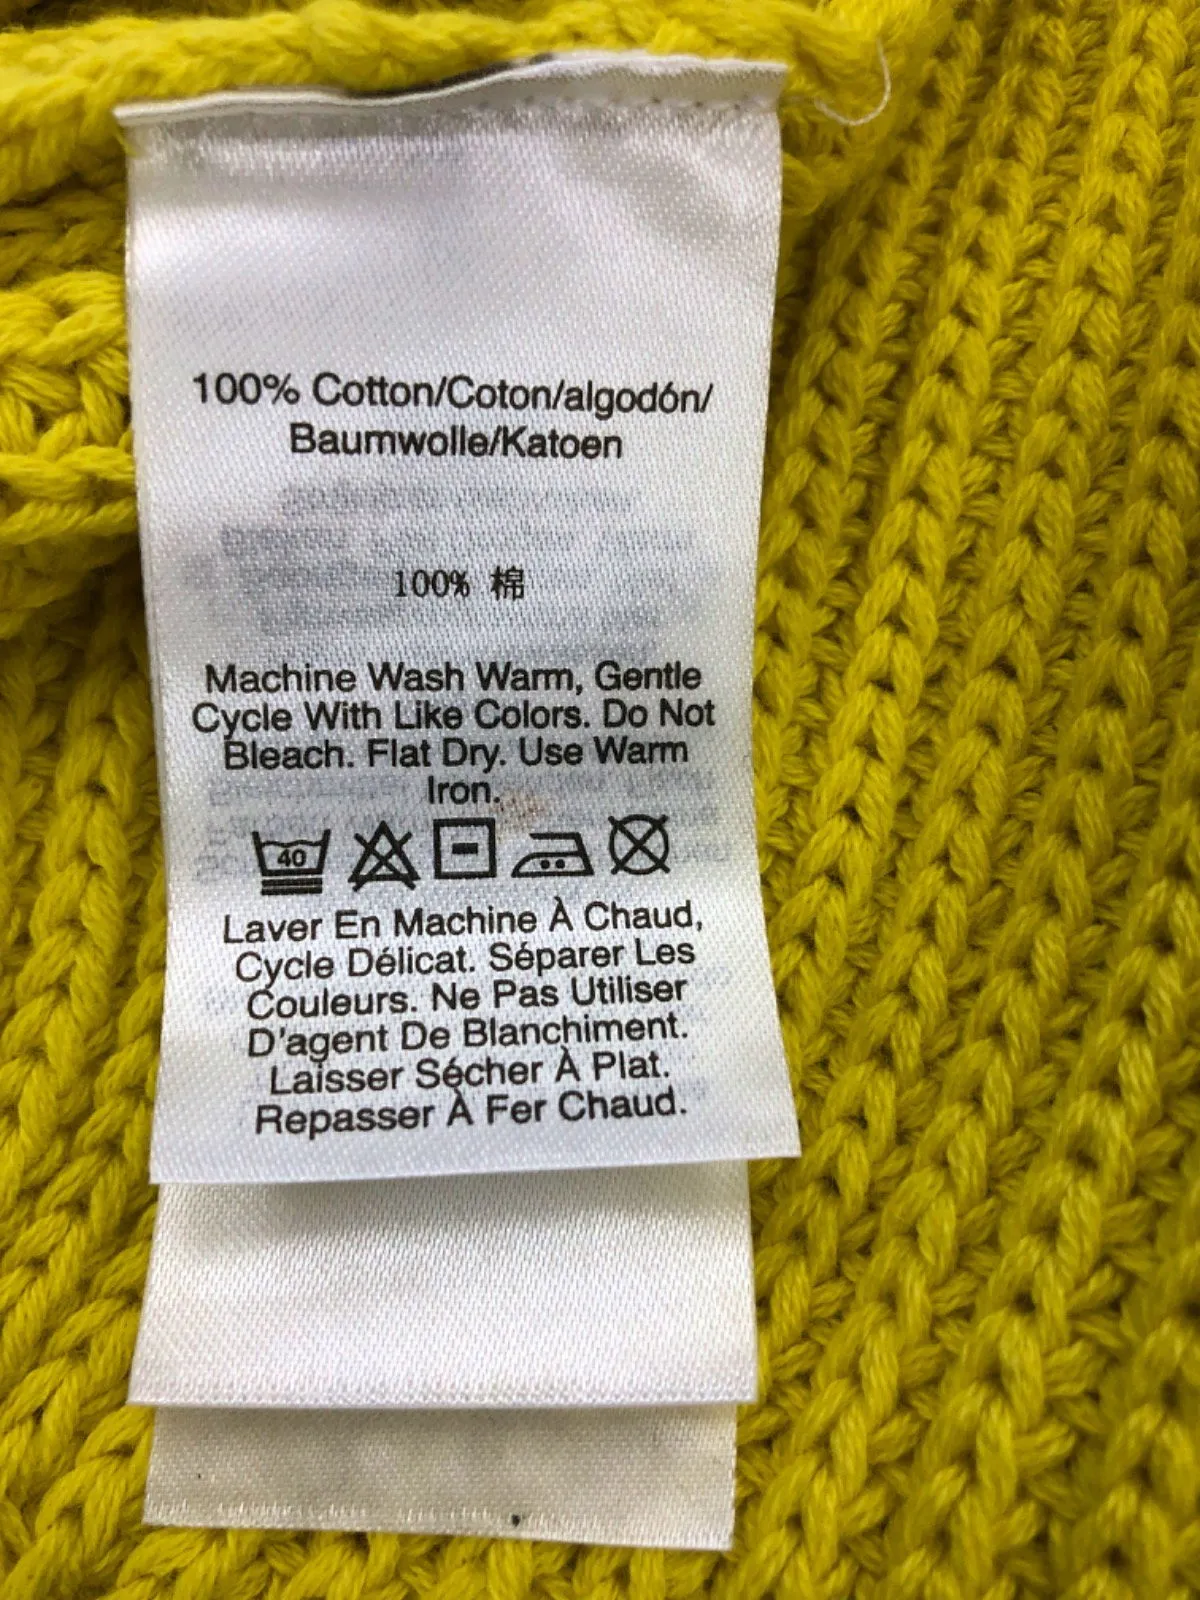 100% Cotton/Coton/algodón/
Baumwolle/Katoen
100% 棉
Machine Wash Warm, Gentle
Cycle With Like Colors. Do Not
Bleach. Flat Dry. Use Warm
Iron.
40
Laver En Machine À Chaud,
Cycle Délicat. Séparer Les
Couleurs. Ne Pas Utiliser
D'agent De Blanchiment.
Laisser Sécher À Plat.
Repasser À Fer Chaud.